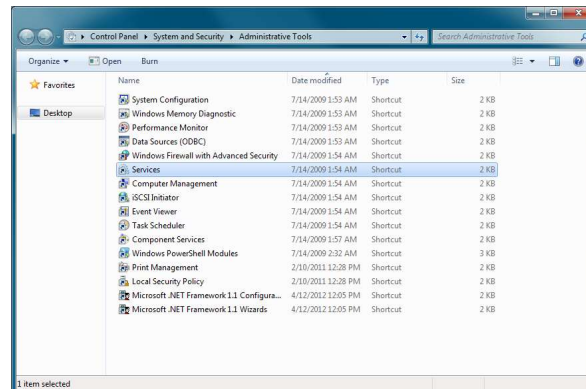 Control Panel ▸ System and Security ▸ Administrative Tools
Search Administrative Tools
Organize ▾ Open Burn
Favorites
Desktop
Name Date modified Type Size
System Configuration 7/14/2009 1:53 AM Shortcut 2 KB
Windows Memory Diagnostic 7/14/2009 1:53 AM Shortcut 2 KB
Performance Monitor 7/14/2009 1:53 AM Shortcut 2 KB
Data Sources (ODBC) 7/14/2009 1:53 AM Shortcut 2 KB
Windows Firewall with Advanced Security 7/14/2009 1:54 AM Shortcut 2 KB
Services 7/14/2009 1:54 AM Shortcut 2 KB
Computer Management 7/14/2009 1:54 AM Shortcut 2 KB
iSCSI Initiator 7/14/2009 1:54 AM Shortcut 2 KB
Event Viewer 7/14/2009 1:54 AM Shortcut 2 KB
Task Scheduler 7/14/2009 1:54 AM Shortcut 2 KB
Component Services 7/14/2009 1:57 AM Shortcut 2 KB
Windows PowerShell Modules 7/14/2009 2:32 AM Shortcut 3 KB
Print Management 2/10/2011 12:28 PM Shortcut 2 KB
Local Security Policy 2/10/2011 12:28 PM Shortcut 2 KB
Microsoft .NET Framework 1.1 Configura... 4/12/2012 12:05 PM Shortcut 2 KB
Microsoft .NET Framework 1.1 Wizards 4/12/2012 12:05 PM Shortcut 2 KB
1 item selected